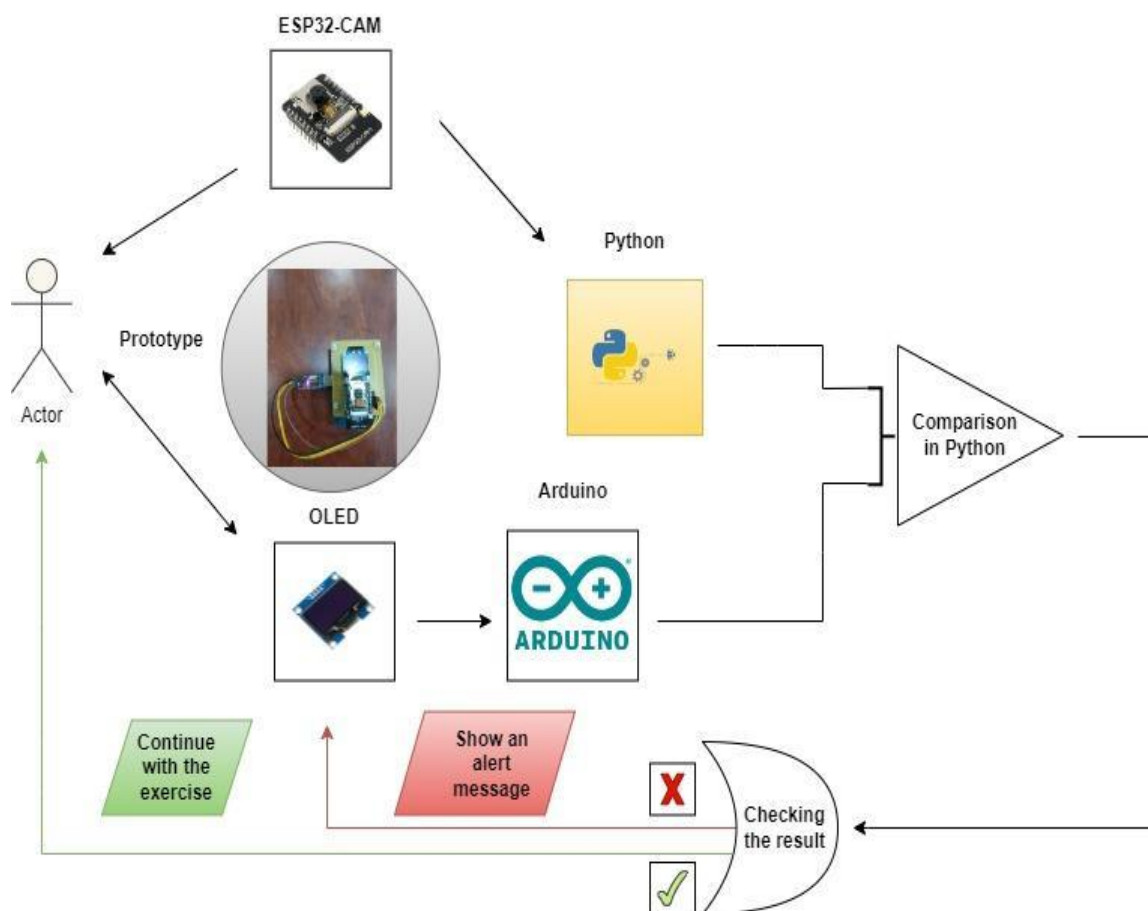 ESP32-CAM
Python
Prototype
Actor
Comparison
in Python
Arduino
OLED
ARDUINO
Continue
with the
exercise
Show an
alert
message
X
Checking
the result